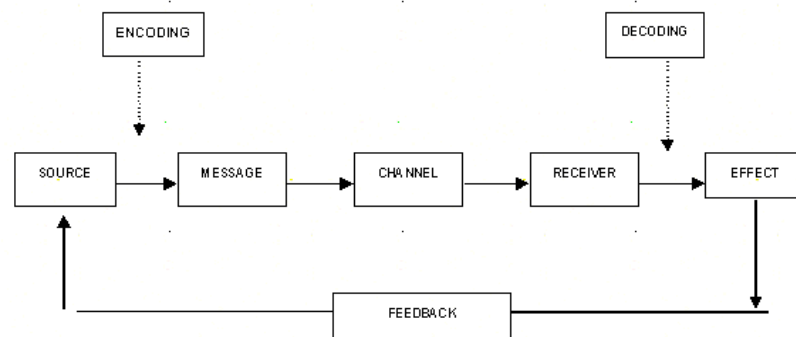 ENCODING
DECODING
SOURCE
MESSAGE
CHANNEL
RECEIVER
EFFECT
FEEDBACK